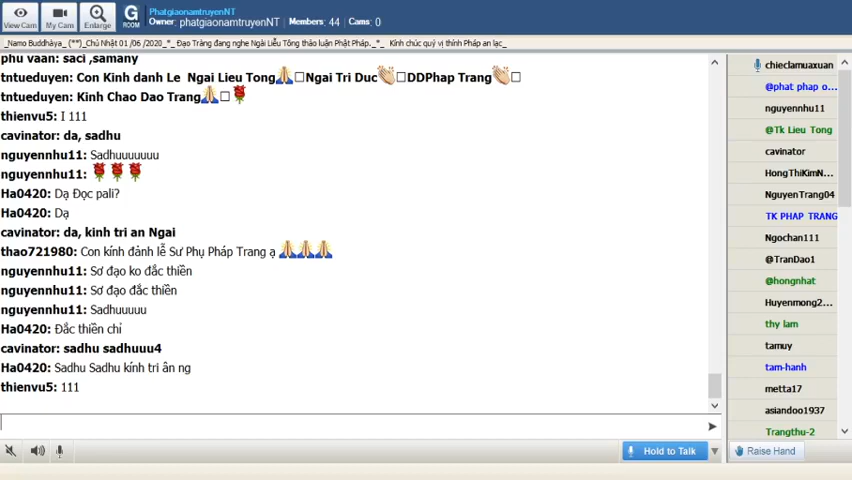 View Cam
My Cam
Enlarge
G ROOM
PhatgiaonamtruyenNT
Owner: phatgiaonamtruyenNT Members: 44 Cams: 0
_Namo Buddhàya_ (**)_Chủ Nhật 01 /06 /2020_*_ Đạo Tràng đang nghe Ngài Liễu Tông thảo luận Phật Pháp._*_ Kính chúc quý vị thính Pháp an lạc_
phu vaan: saci ,samany
tntueduyen: Con Kinh danh Le Ngai Lieu Tong🙏□Ngai Tri Duc👏□DDPhap Trang👏□
tntueduyen: Kinh Chao Dao Trang🙏□🌹
thienvu5: I 111
cavinator: da, sadhu
nguyennhu11: Sadhuuuuuuu
nguyennhu11: 🌹🌹🌹
Ha0420: Dạ Đọc pali?
Ha0420: Dạ
cavinator: da, kinh tri an Ngai
thao721980: Con kính đảnh lễ Sư Phụ Pháp Trang ạ 🙏🙏🙏
nguyennhu11: Sơ đạo ko đắc thiền
nguyennhu11: Sơ đạo đắc thiền
nguyennhu11: Sadhuuuuu
Ha0420: Đắc thiền chỉ
cavinator: sadhu sadhuuu4
Ha0420: Sadhu Sadhu kính tri ân ng
thienvu5: 111
Hold to Talk
chieclamuaxuan
@phat phap o...
nguyennhu11
@Tk Lieu Tong
cavinator
HongThiKimN...
NguyenTrang04
TK PHAP TRANG
Ngochan111
@TranDao1
@hongnhat
Huyenmong2...
thy lam
tamuy
tam-hanh
metta17
asiandoo1937
Trangthu-2
Raise Hand